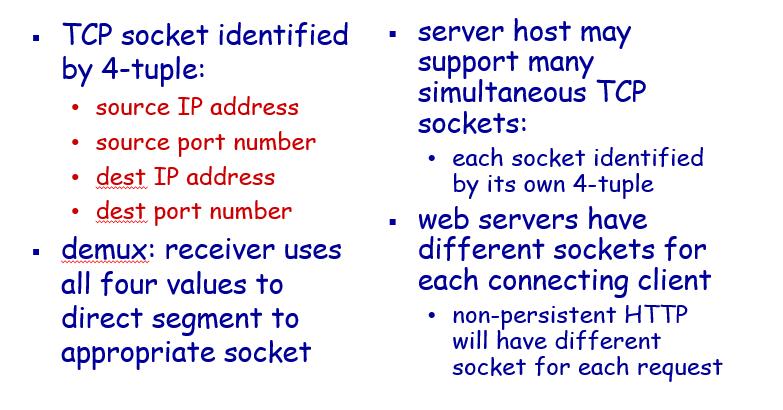 ▪ TCP socket identified
by 4-tuple:
• source IP address
• source port number
• dest IP address
• dest port number
▪ demux: receiver uses
all four values to
direct segment to
appropriate socket
▪ server host may
support many
simultaneous TCP
sockets:
• each socket identified
by its own 4-tuple
▪ web servers have
different sockets for
each connecting client
• non-persistent HTTP
will have different
socket for each request